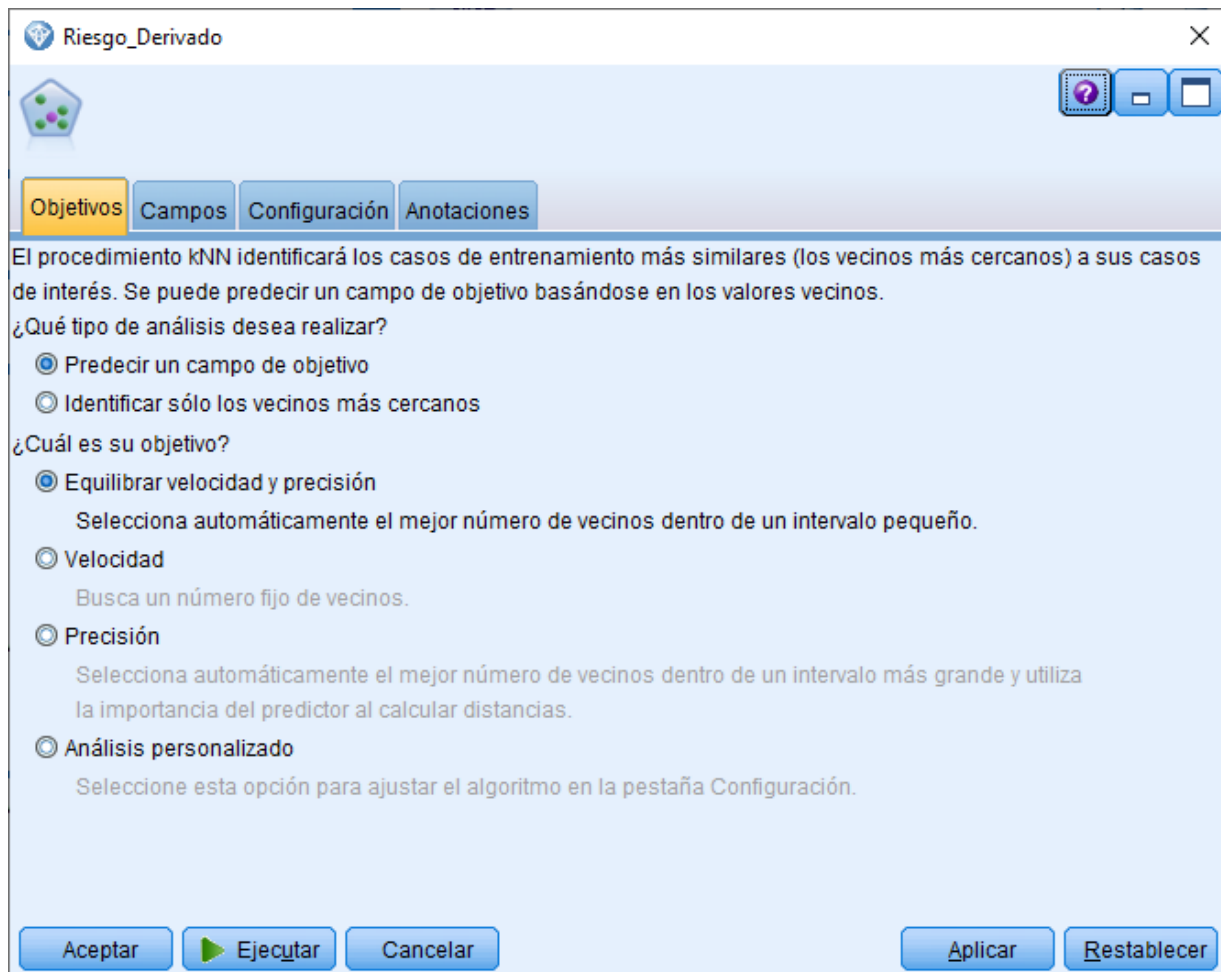 Riesgo_Derivado
?
Objetivos Campos Configuración Anotaciones
El procedimiento kNN identificará los casos de entrenamiento más similares (los vecinos más cercanos) a sus casos
de interés. Se puede predecir un campo de objetivo basándose en los valores vecinos.
¿Qué tipo de análisis desea realizar?
Predecir un campo de objetivo
Identificar sólo los vecinos más cercanos
¿Cuál es su objetivo?
Equilibrar velocidad y precisión
Selecciona automáticamente el mejor número de vecinos dentro de un intervalo pequeño.
Velocidad
Busca un número fijo de vecinos.
Precisión
Selecciona automáticamente el mejor número de vecinos dentro de un intervalo más grande y utiliza
la importancia del predictor al calcular distancias.
Análisis personalizado
Seleccione esta opción para ajustar el algoritmo en la pestaña Configuración.
Aceptar Ejecutar Cancelar Aplicar Restablecer